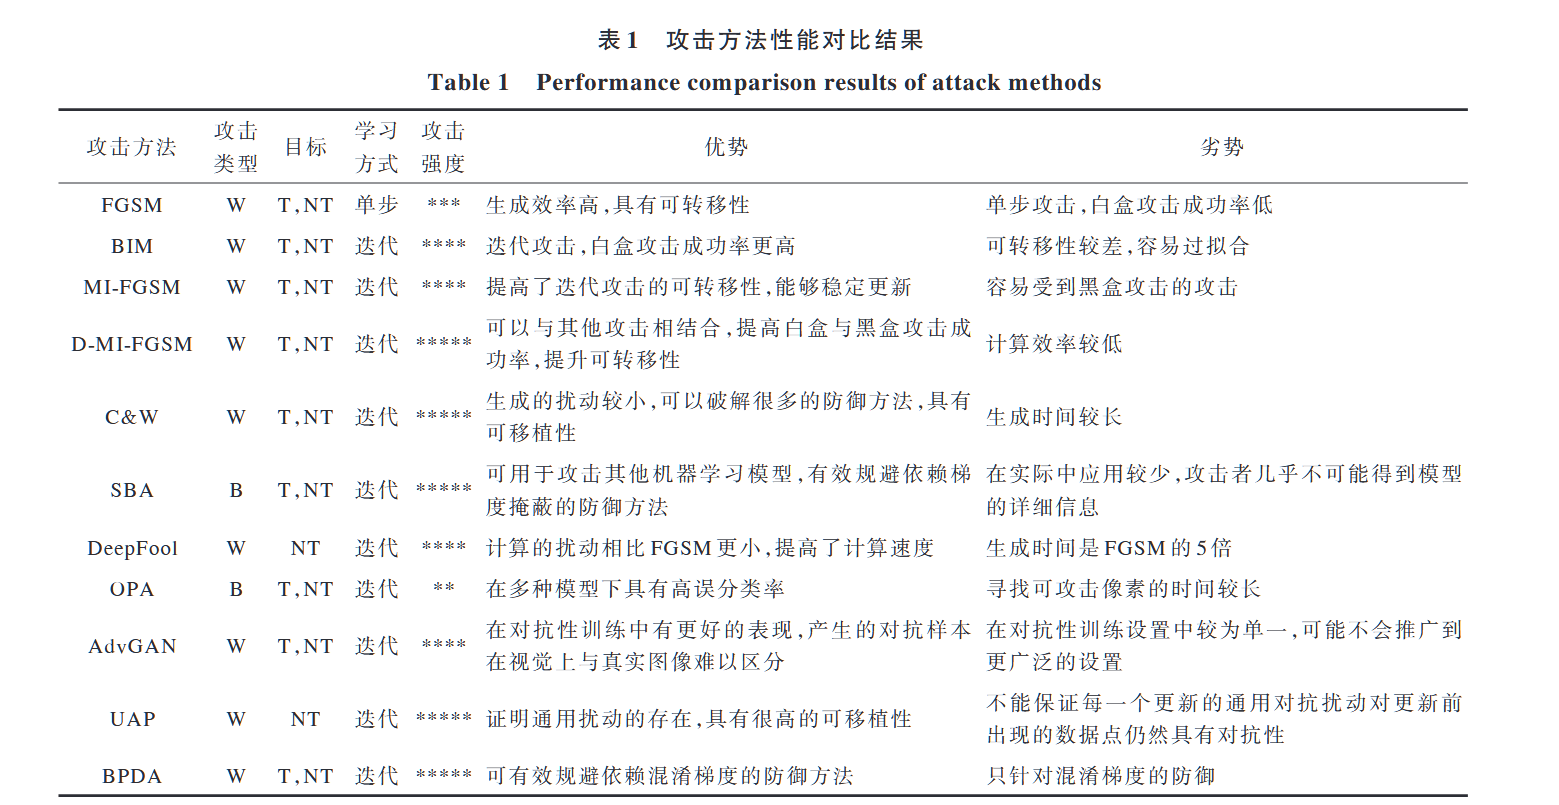 表1 攻击方法性能对比结果
Table 1 Performance comparison results of attack methods
攻击方法 攻击类型 目标 学习方式 攻击强度 优势 劣势
FGSM W T,NT 单步 *** 生成效率高,具有可转移性 单步攻击,白盒攻击成功率低
BIM W T,NT 迭代 **** 迭代攻击,白盒攻击成功率更高 可转移性较差,容易过拟合
MI-FGSM W T,NT 迭代 **** 提高了迭代攻击的可转移性,能够稳定更新 容易受到黑盒攻击的攻击
D-MI-FGSM W T,NT 迭代 ***** 可以与其他攻击相结合,提高白盒与黑盒攻击成
功率,提升可转移性 计算效率较低
C&W W T,NT 迭代 ***** 生成的扰动较小,可以破解很多的防御方法,具有
可移植性 生成时间较长
SBA B T,NT 迭代 ***** 可用于攻击其他机器学习模型,有效规避依赖梯
度掩蔽的防御方法 在实际中应用较少,攻击者几乎不可能得到模型
的详细信息
DeepFool W NT 迭代 **** 计算的扰动相比FGSM更小,提高了计算速度 生成时间是FGSM的5倍
OPA B T,NT 迭代 ** 在多种模型下具有高误分类率 寻找可攻击像素的时间较长
AdvGAN W T,NT 迭代 **** 在对抗性训练中有更好的表现,产生的对抗样本
在视觉上与真实图像难以区分 在对抗性训练设置中较为单一,可能不会推广到
更广泛的设置
UAP W NT 迭代 ***** 证明通用扰动的存在,具有很高的可移植性 不能保证每一个更新的通用对抗扰动对更新前
出现的数据点仍然具有对抗性
BPDA W T,NT 迭代 ***** 可有效规避依赖混淆梯度的防御方法 只针对混淆梯度的防御